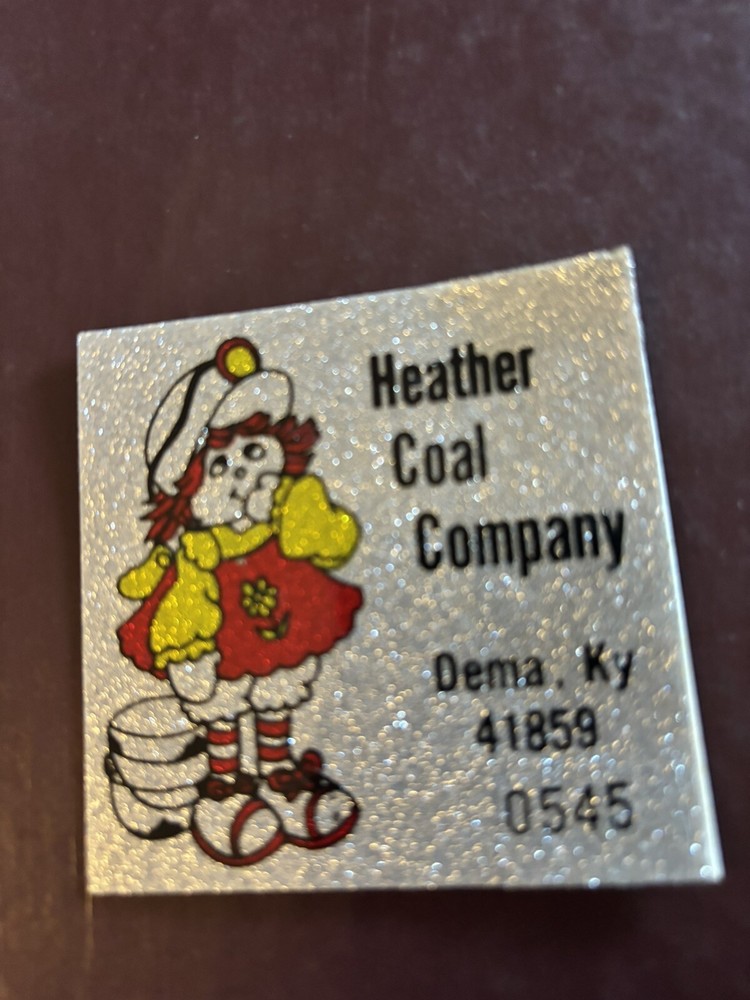 Heather
Coal
Company
Dema. Ky
41859
0545